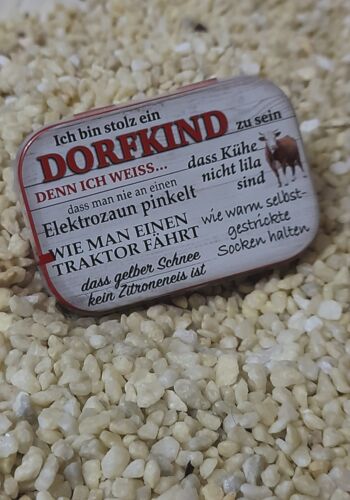 Ich bin stolz ein
DORFKIND
zu sein
DENN ICH WEISS...
dass Kühe
nicht lila
sind
dass man nie an einen
Elektrozaun pinkelt
WIE MAN EINEN
TRAKTOR FÄHRT
wie warm selbst-
gestrickte
Socken halten
dass gelber Schnee
kein Zitroneneis ist